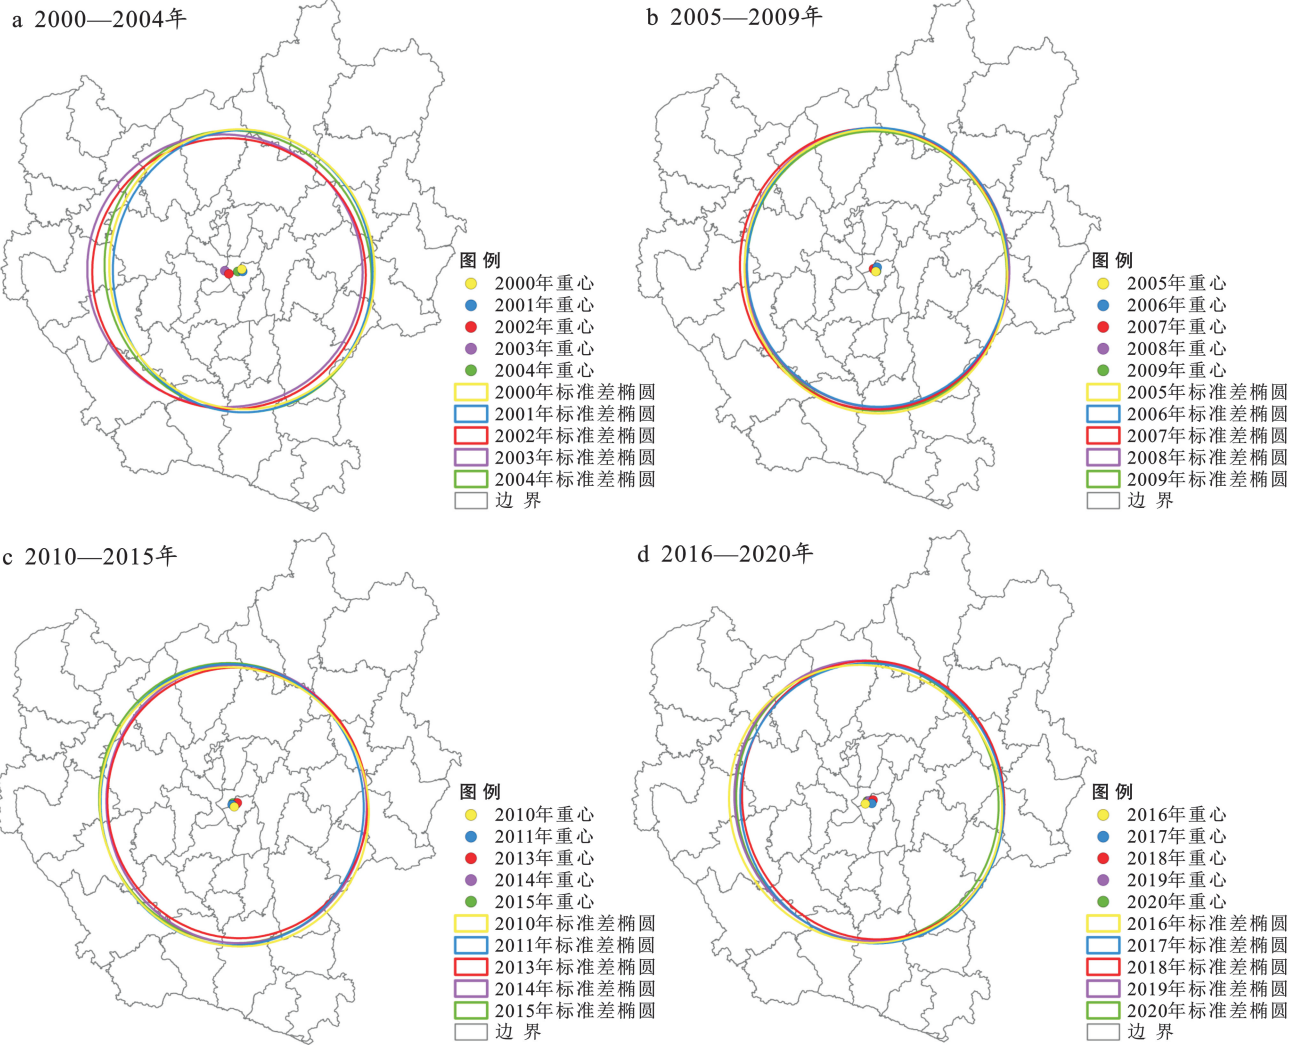 a 2000—2004年
图例
2000年重心
2001年重心
2002年重心
2003年重心
2004年重心
2000年标准差椭圆
2001年标准差椭圆
2002年标准差椭圆
2003年标准差椭圆
2004年标准差椭圆
边界
b 2005—2009年
图例
2005年重心
2006年重心
2007年重心
2008年重心
2009年重心
2005年标准差椭圆
2006年标准差椭圆
2007年标准差椭圆
2008年标准差椭圆
2009年标准差椭圆
边界
c 2010—2015年
图例
2010年重心
2011年重心
2013年重心
2014年重心
2015年重心
2010年标准差椭圆
2011年标准差椭圆
2013年标准差椭圆
2014年标准差椭圆
2015年标准差椭圆
边界
d 2016—2020年
图例
2016年重心
2017年重心
2018年重心
2019年重心
2020年重心
2016年标准差椭圆
2017年标准差椭圆
2018年标准差椭圆
2019年标准差椭圆
2020年标准差椭圆
边界